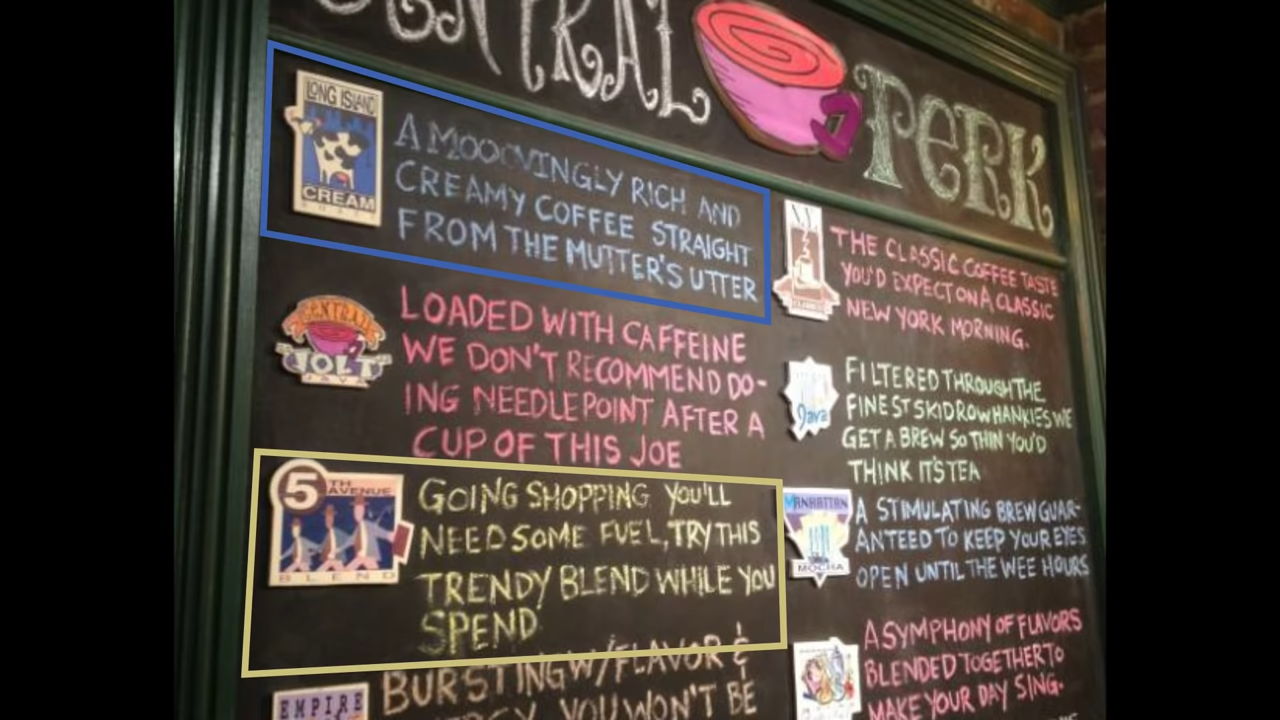 CENTRAL PERK
LONG ISLAND
CREAM
A MOOOVINGLY RICH AND
CREAMY COFFEE STRAIGHT
FROM THE MUTTER'S UTTER
CENTRAL
JOLT
JAVA
LOADED WITH CAFFEINE
WE DON'T RECOMMEND DO-
ING NEEDLEPOINT AFTER A
CUP OF THIS JOE
5TH
AVENUE
BLEND
GOING SHOPPING YOU'LL
NEED SOME FUEL, TRY THIS
TRENDY BLEND WHILE YOU
SPEND
EMPIRE
BURSTING W/FLAVOR &
YOU WON'T BE
THE CLASSIC COFFEE TASTE
YOU'D EXPECT ON A CLASSIC
NEW YORK MORNING.
Java
FILTERED THROUGH THE
FINEST SKIDROW HANKIES WE
GET A BREW SO THIN YOU'D
THINK IT'S TEA
MANHATTAN
MOCHA
A STIMULATING BREW GUAR-
ANTEED TO KEEP YOUR EYES
OPEN UNTIL THE WEE HOURS
A SYMPHONY OF FLAVORS
BLENDED TOGETHER TO
MAKE YOUR DAY SING.